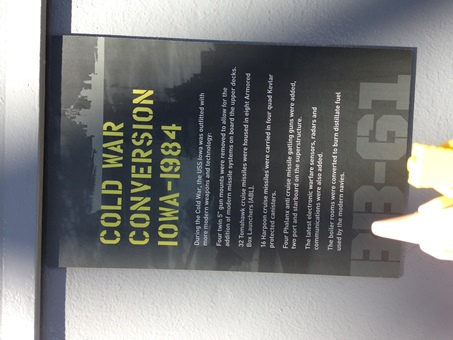 COLD WAR
CONVERSION
IOWA-1984
During the Cold War, the USS Iowa was outfitted with
more modern weapons and technology:
Four twin 5" gun mounts were removed to allow for the
addition of modern missile systems on board the upper decks.
32 Tomahawk cruise missiles were housed in eight Armored
Box Launchers (ABL).
16 Harpoon cruise missiles were carried in four quad Kevlar
protected canisters.
Four Phalanx anti cruise missile gatling guns were added,
two port and starboard on the superstructure.
The latest electronic warfare sensors, radars and
communications were also added.
The boiler rooms were converted to burn distillate fuel
used by the modern navies.
BB-61